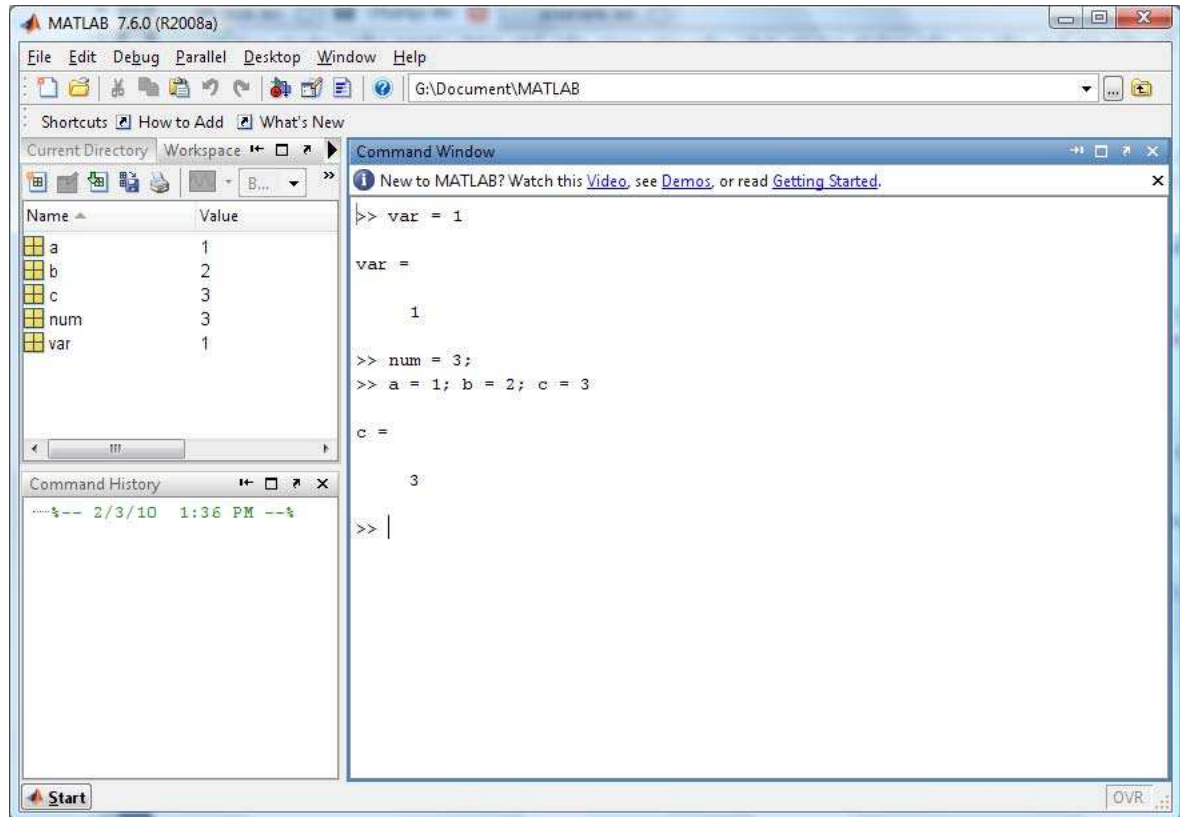 MATLAB 7.6.0 (R2008a)
File Edit Debug Parallel Desktop Window Help
G:\Document\MATLAB
Shortcuts How to Add What's New
Current Directory Workspace
B...
Name Value
a 1
b 2
c 3
num 3
var 1
Command History
%-- 2/3/10 1:36 PM --%
Command Window
New to MATLAB? Watch this Video, see Demos, or read Getting Started.
>> var = 1
var =
1
>> num = 3;
>> a = 1; b = 2; c = 3
c =
3
>>
Start
OVR